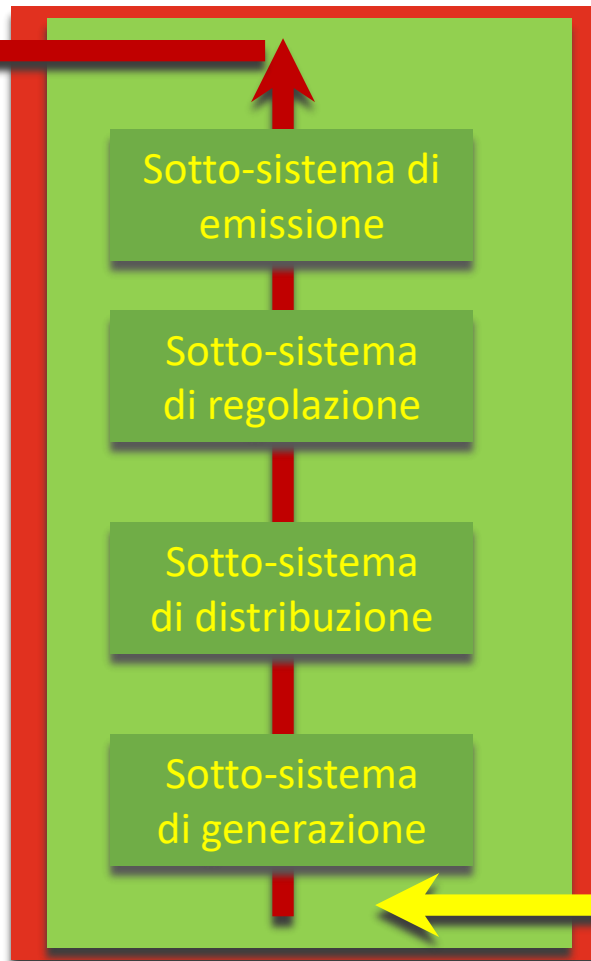 Sotto-sistema di
emissione
Sotto-sistema
di regolazione
Sotto-sistema
di distribuzione
Sotto-sistema
di generazione